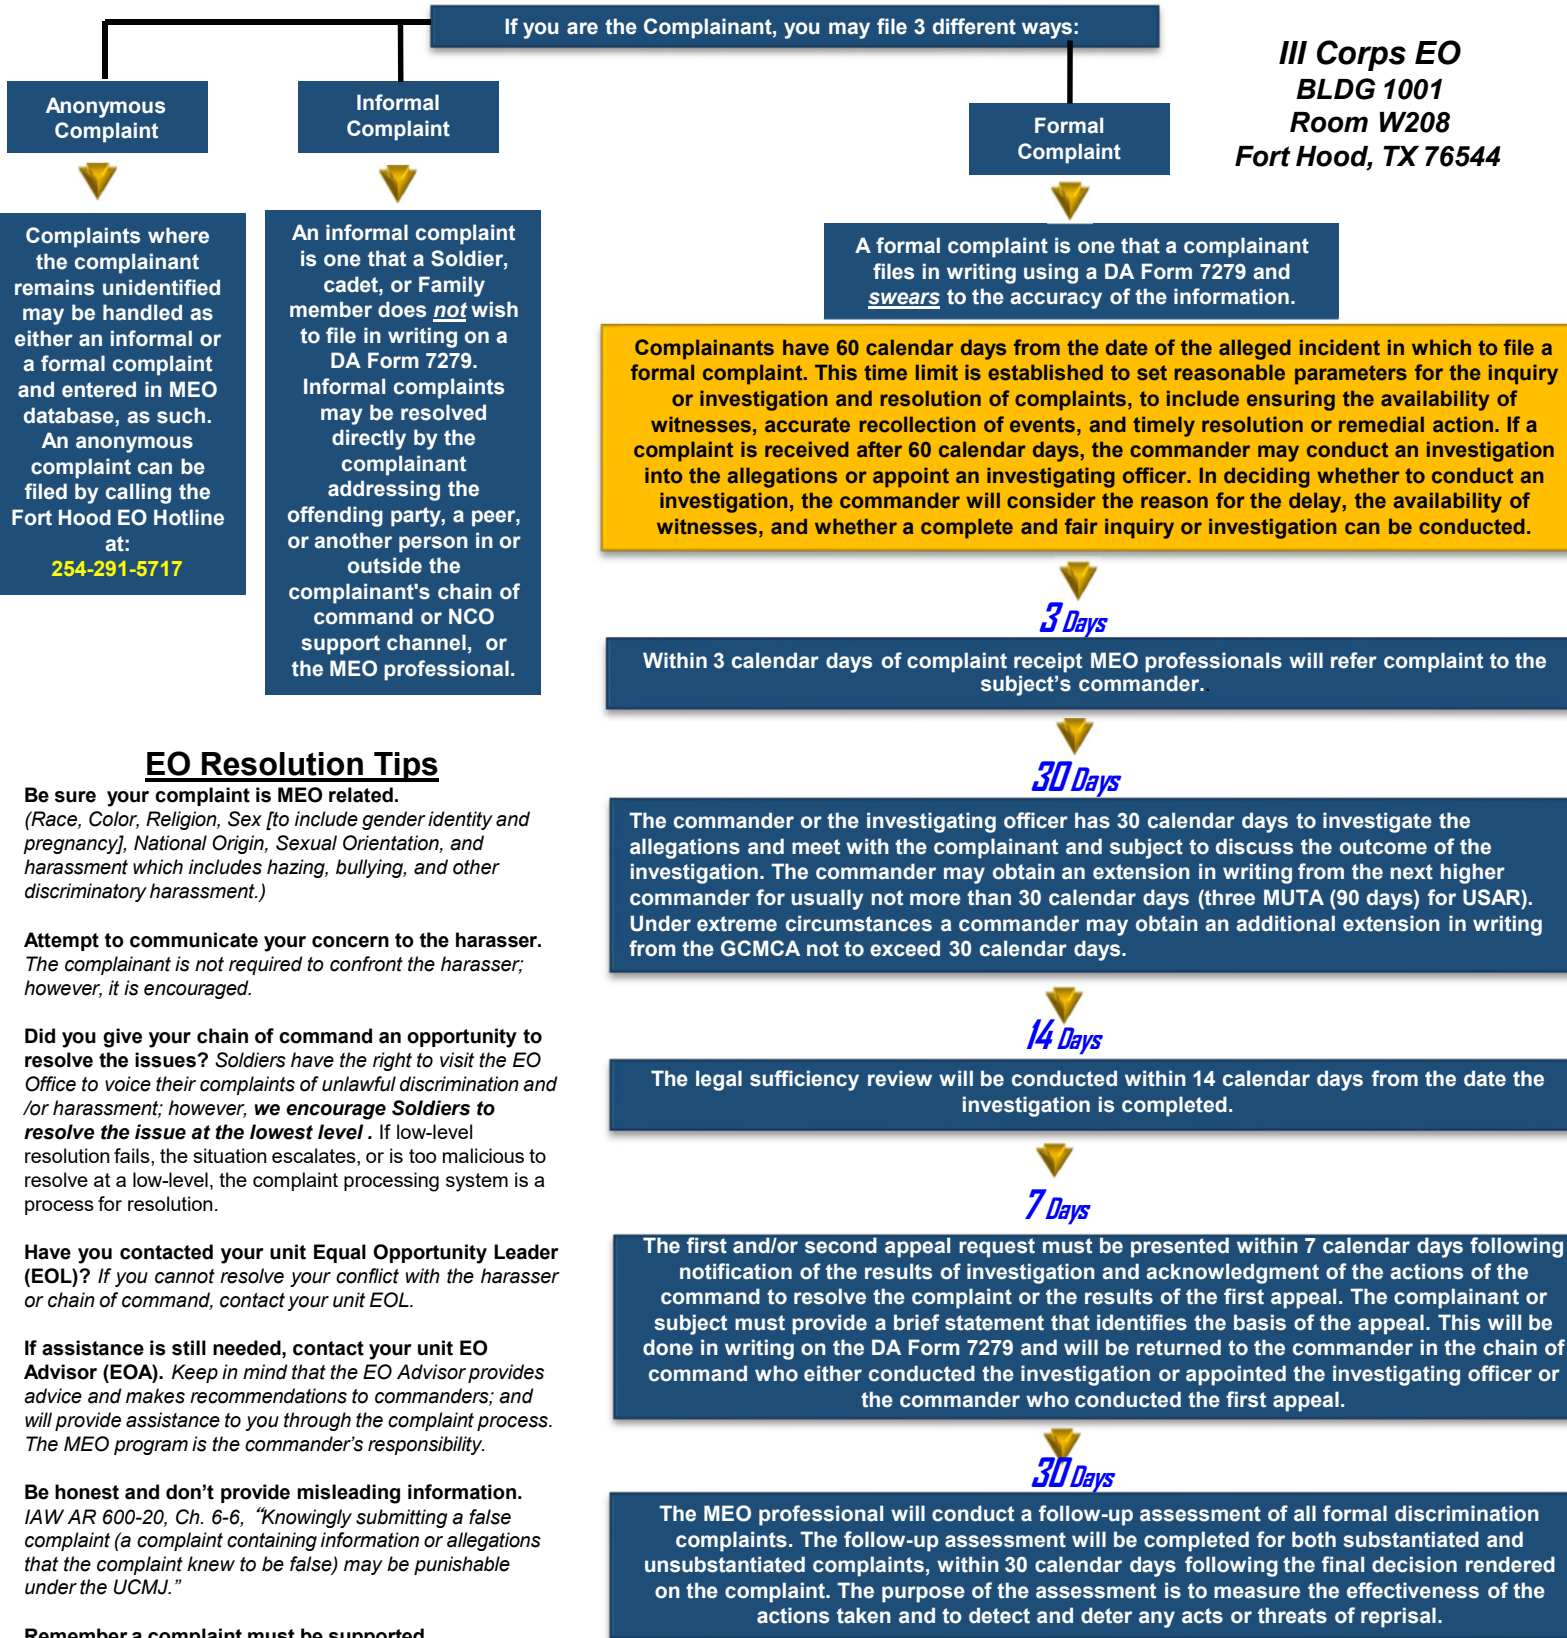 If you are the Complainant, you may file 3 different ways:
III Corps EO
BLDG 1001
Room W208
Fort Hood, TX 76544
Anonymous
Complaint
Informal
Complaint
Formal
Complaint
Complaints where
the complainant
remains unidentified
may be handled as
either an informal or
a formal complaint
and entered in MEO
database, as such.
An anonymous
complaint can be
filed by calling the
Fort Hood EO Hotline
at:
254-291-5717
An informal complaint
is one that a Soldier,
cadet, or Family
member does not wish
to file in writing on a
DA Form 7279.
Informal complaints
may be resolved
directly by the
complainant
addressing the
offending party, a peer,
or another person in or
outside the
complainant's chain of
command or NCO
support channel, or
the MEO professional.
A formal complaint is one that a complainant
files in writing using a DA Form 7279 and
swears to the accuracy of the information.
Complainants have 60 calendar days from the date of the alleged incident in which to file a
formal complaint. This time limit is established to set reasonable parameters for the inquiry
or investigation and resolution of complaints, to include ensuring the availability of
witnesses, accurate recollection of events, and timely resolution or remedial action. If a
complaint is received after 60 calendar days, the commander may conduct an investigation
into the allegations or appoint an investigating officer. In deciding whether to conduct an
investigation, the commander will consider the reason for the delay, the availability of
witnesses, and whether a complete and fair inquiry or investigation can be conducted.
3 Days
Within 3 calendar days of complaint receipt MEO professionals will refer complaint to the
subject’s commander..
30 Days
The commander or the investigating officer has 30 calendar days to investigate the
allegations and meet with the complainant and subject to discuss the outcome of the
investigation. The commander may obtain an extension in writing from the next higher
commander for usually not more than 30 calendar days (three MUTA (90 days) for USAR).
Under extreme circumstances a commander may obtain an additional extension in writing
from the GCMCA not to exceed 30 calendar days.
14 Days
The legal sufficiency review will be conducted within 14 calendar days from the date the
investigation is completed.
7 Days
The first and/or second appeal request must be presented within 7 calendar days following
notification of the results of investigation and acknowledgment of the actions of the
command to resolve the complaint or the results of the first appeal. The complainant or
subject must provide a brief statement that identifies the basis of the appeal. This will be
done in writing on the DA Form 7279 and will be returned to the commander in the chain of
command who either conducted the investigation or appointed the investigating officer or
the commander who conducted the first appeal.
30 Days
The MEO professional will conduct a follow-up assessment of all formal discrimination
complaints. The follow-up assessment will be completed for both substantiated and
unsubstantiated complaints, within 30 calendar days following the final decision rendered
on the complaint. The purpose of the assessment is to measure the effectiveness of the
actions taken and to detect and deter any acts or threats of reprisal.
EO Resolution Tips
Be sure your complaint is MEO related.
(Race, Color, Religion, Sex [to include gender identity and
pregnancy], National Origin, Sexual Orientation, and
harassment which includes hazing, bullying, and other
discriminatory harassment.)
Attempt to communicate your concern to the harasser.
The complainant is not required to confront the harasser;
however, it is encouraged.
Did you give your chain of command an opportunity to
resolve the issues? Soldiers have the right to visit the EO
Office to voice their complaints of unlawful discrimination and
/or harassment; however, we encourage Soldiers to
resolve the issue at the lowest level . If low-level
resolution fails, the situation escalates, or is too malicious to
resolve at a low-level, the complaint processing system is a
process for resolution.
Have you contacted your unit Equal Opportunity Leader
(EOL)? If you cannot resolve your conflict with the harasser
or chain of command, contact your unit EOL.
If assistance is still needed, contact your unit EO
Advisor (EOA). Keep in mind that the EO Advisor provides
advice and makes recommendations to commanders; and
will provide assistance to you through the complaint process.
The MEO program is the commander’s responsibility.
Be honest and don’t provide misleading information.
IAW AR 600-20, Ch. 6-6, “Knowingly submitting a false
complaint (a complaint containing information or allegations
that the complaint knew to be false) may be punishable
under the UCMJ.”
Remember a complaint must be supported